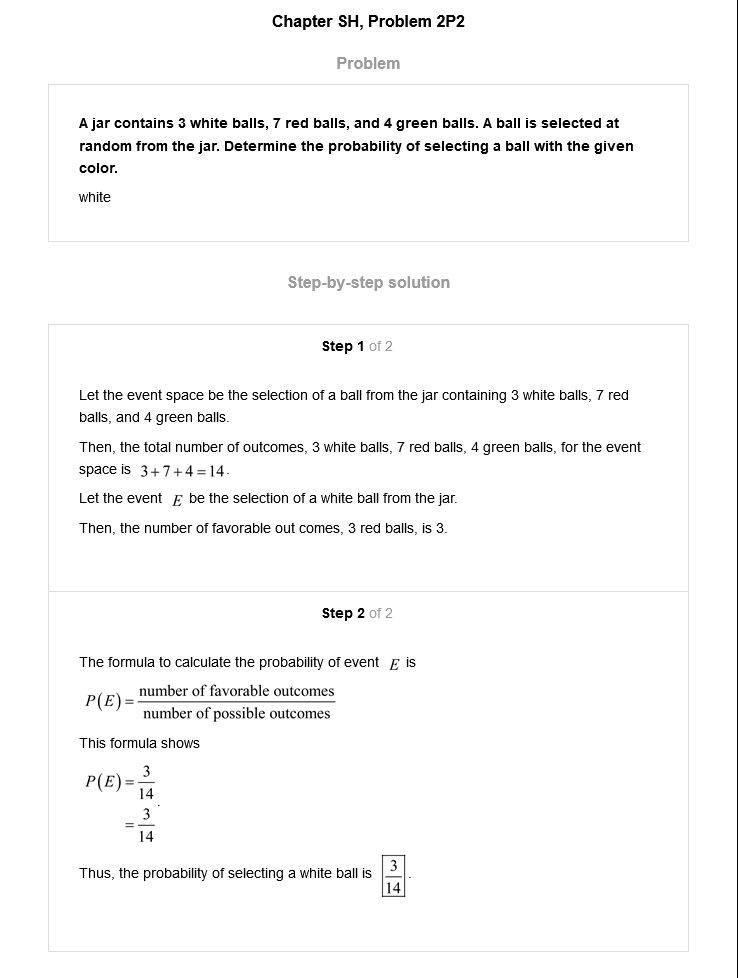 Chapter SH, Problem 2P2
Problem
A jar contains 3 white balls, 7 red balls, and 4 green balls. A ball is selected at
random from the jar. Determine the probability of selecting a ball with the given
color.
white
Step-by-step solution
Step 1 of 2
Let the event space be the selection of a ball from the jar containing 3 white balls, 7 red
balls, and 4 green balls.
Then, the total number of outcomes, 3 white balls, 7 red balls, 4 green balls, for the event
space is 3+7+4=14.
Let the event E be the selection of a white ball from the jar.
Then, the number of favorable out comes, 3 red balls, is 3.
Step 2 of 2
The formula to calculate the probability of event E is
P(E)= number of favorable outcomes
number of possible outcomes
This formula shows
P(E)= 3
14
.
= 3
14
Thus, the probability of selecting a white ball is 3
14 .